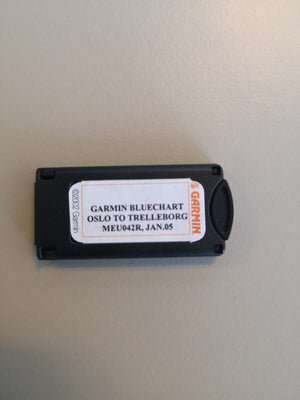 ©2002 Garmin
GARMIN BLUECHART
OSLO TO TRELLEBORG
MEU042R, JAN.05
GARMIN